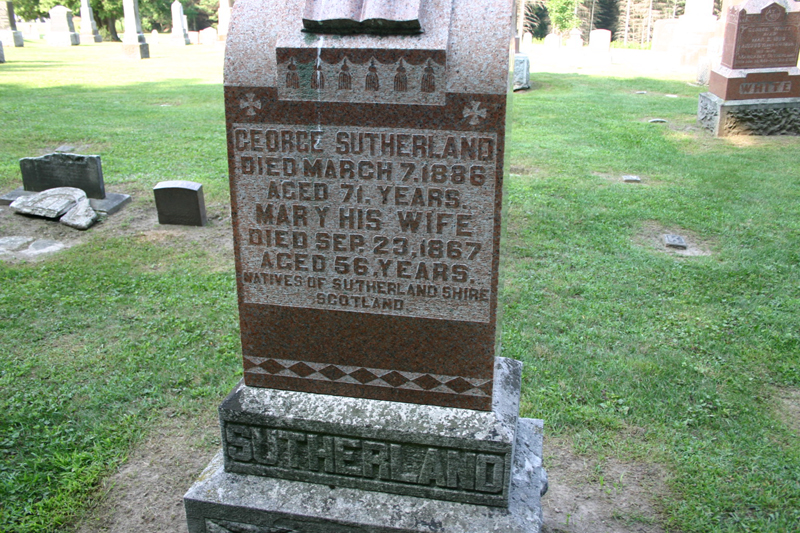 GEORGE SUTHERLAND
DIED MARCH 7, 1886
AGED 71. YEARS.
MARY HIS WIFE
DIED SEP. 23, 1867
AGED 56, YEARS.
NATIVES OF SUTHERLAND SHIRE
SCOTLAND
SUTHERLAND
WHITE